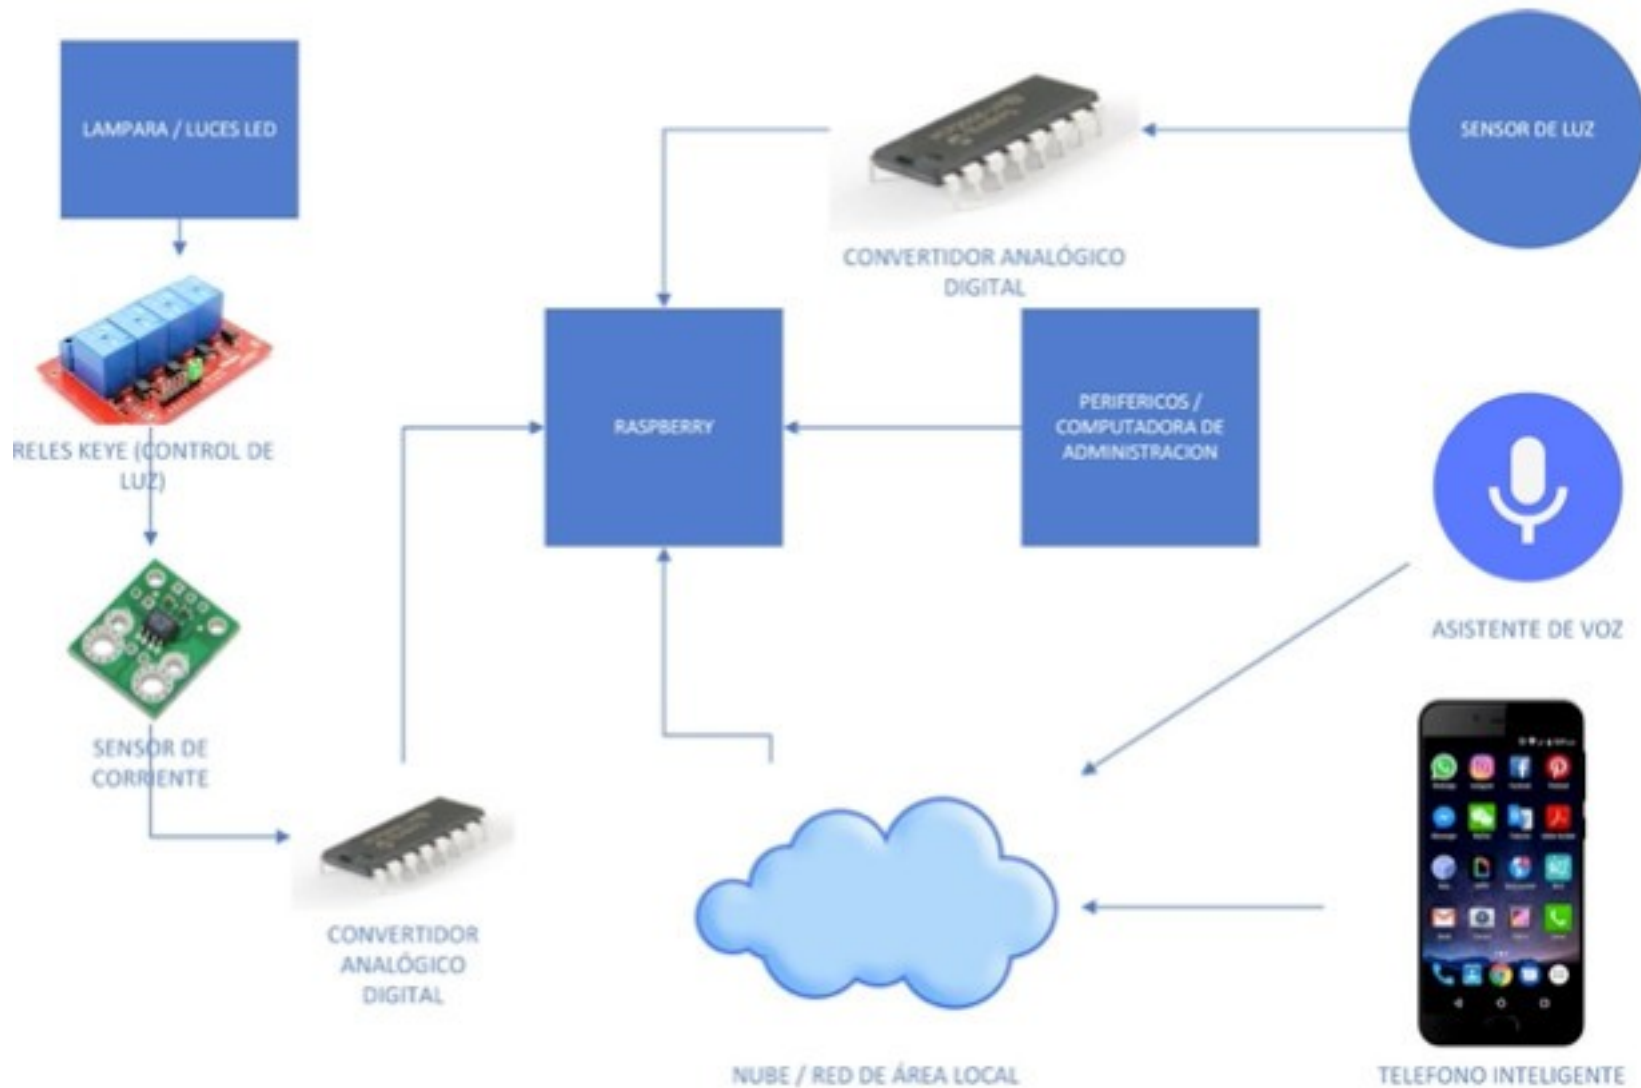 LAMPARA / LUCES LED
SENSOR DE LUZ
CONVERTIDOR ANALÓGICO
DIGITAL
RELES KEYE (CONTROL DE
LUZ)
RASPBERRY
PERIFERICOS /
COMPUTADORA DE
ADMINISTRACION
ASISTENTE DE VOZ
SENSOR DE
CORRIENTE
CONVERTIDOR
ANALÓGICO
DIGITAL
NUBE / RED DE ÁREA LOCAL
TELEFONO INTELIGENTE